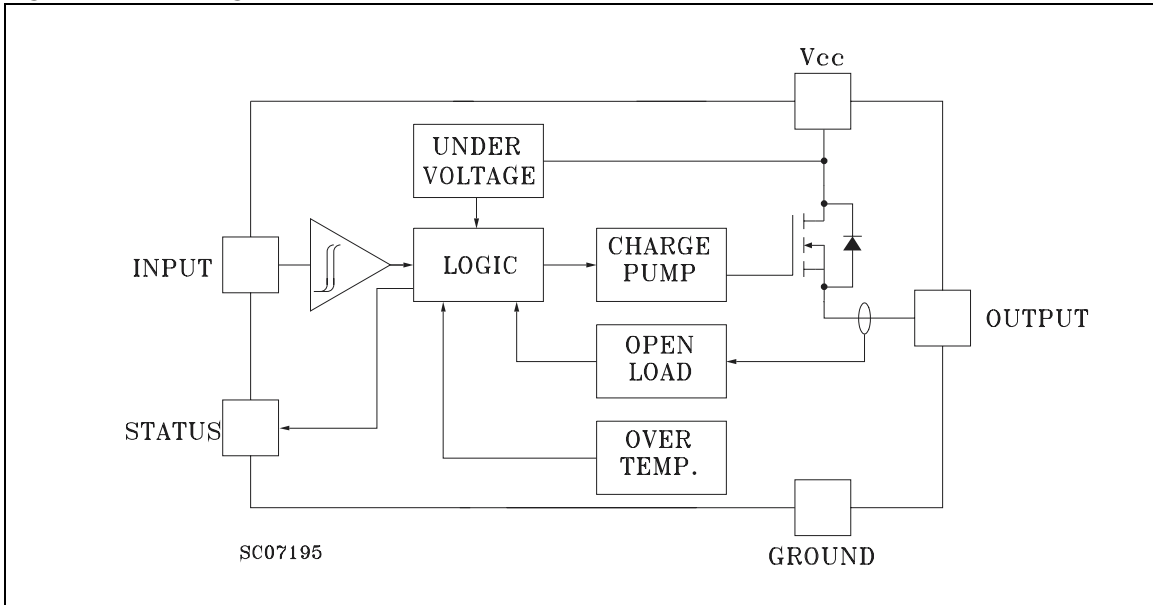 Vcc
UNDER
VOLTAGE
INPUT
LOGIC
CHARGE
PUMP
OUTPUT
OPEN
LOAD
STATUS
OVER
TEMP.
GROUND
SC07195